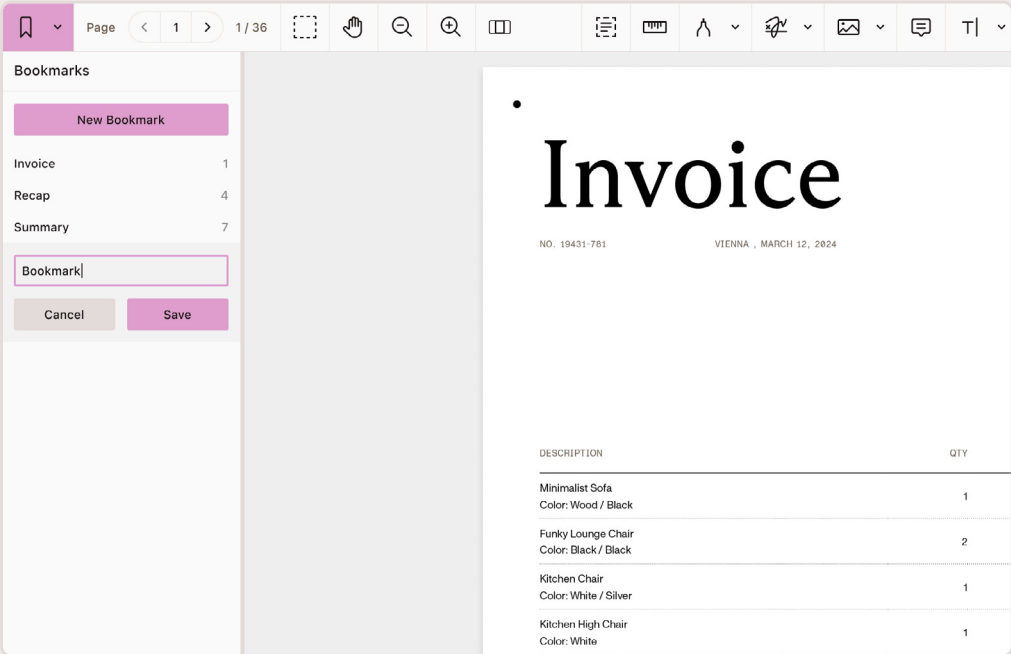 Page 1 1 / 36
Bookmarks
New Bookmark
Invoice 1
Recap 4
Summary 7
Bookmark
Cancel Save
Invoice
NO. 19431-781 VIENNA , MARCH 12, 2024
DESCRIPTION QTY
Minimalist Sofa
Color: Wood / Black 1
Funky Lounge Chair
Color: Black / Black 2
Kitchen Chair
Color: White / Silver 1
Kitchen High Chair
Color: White 1